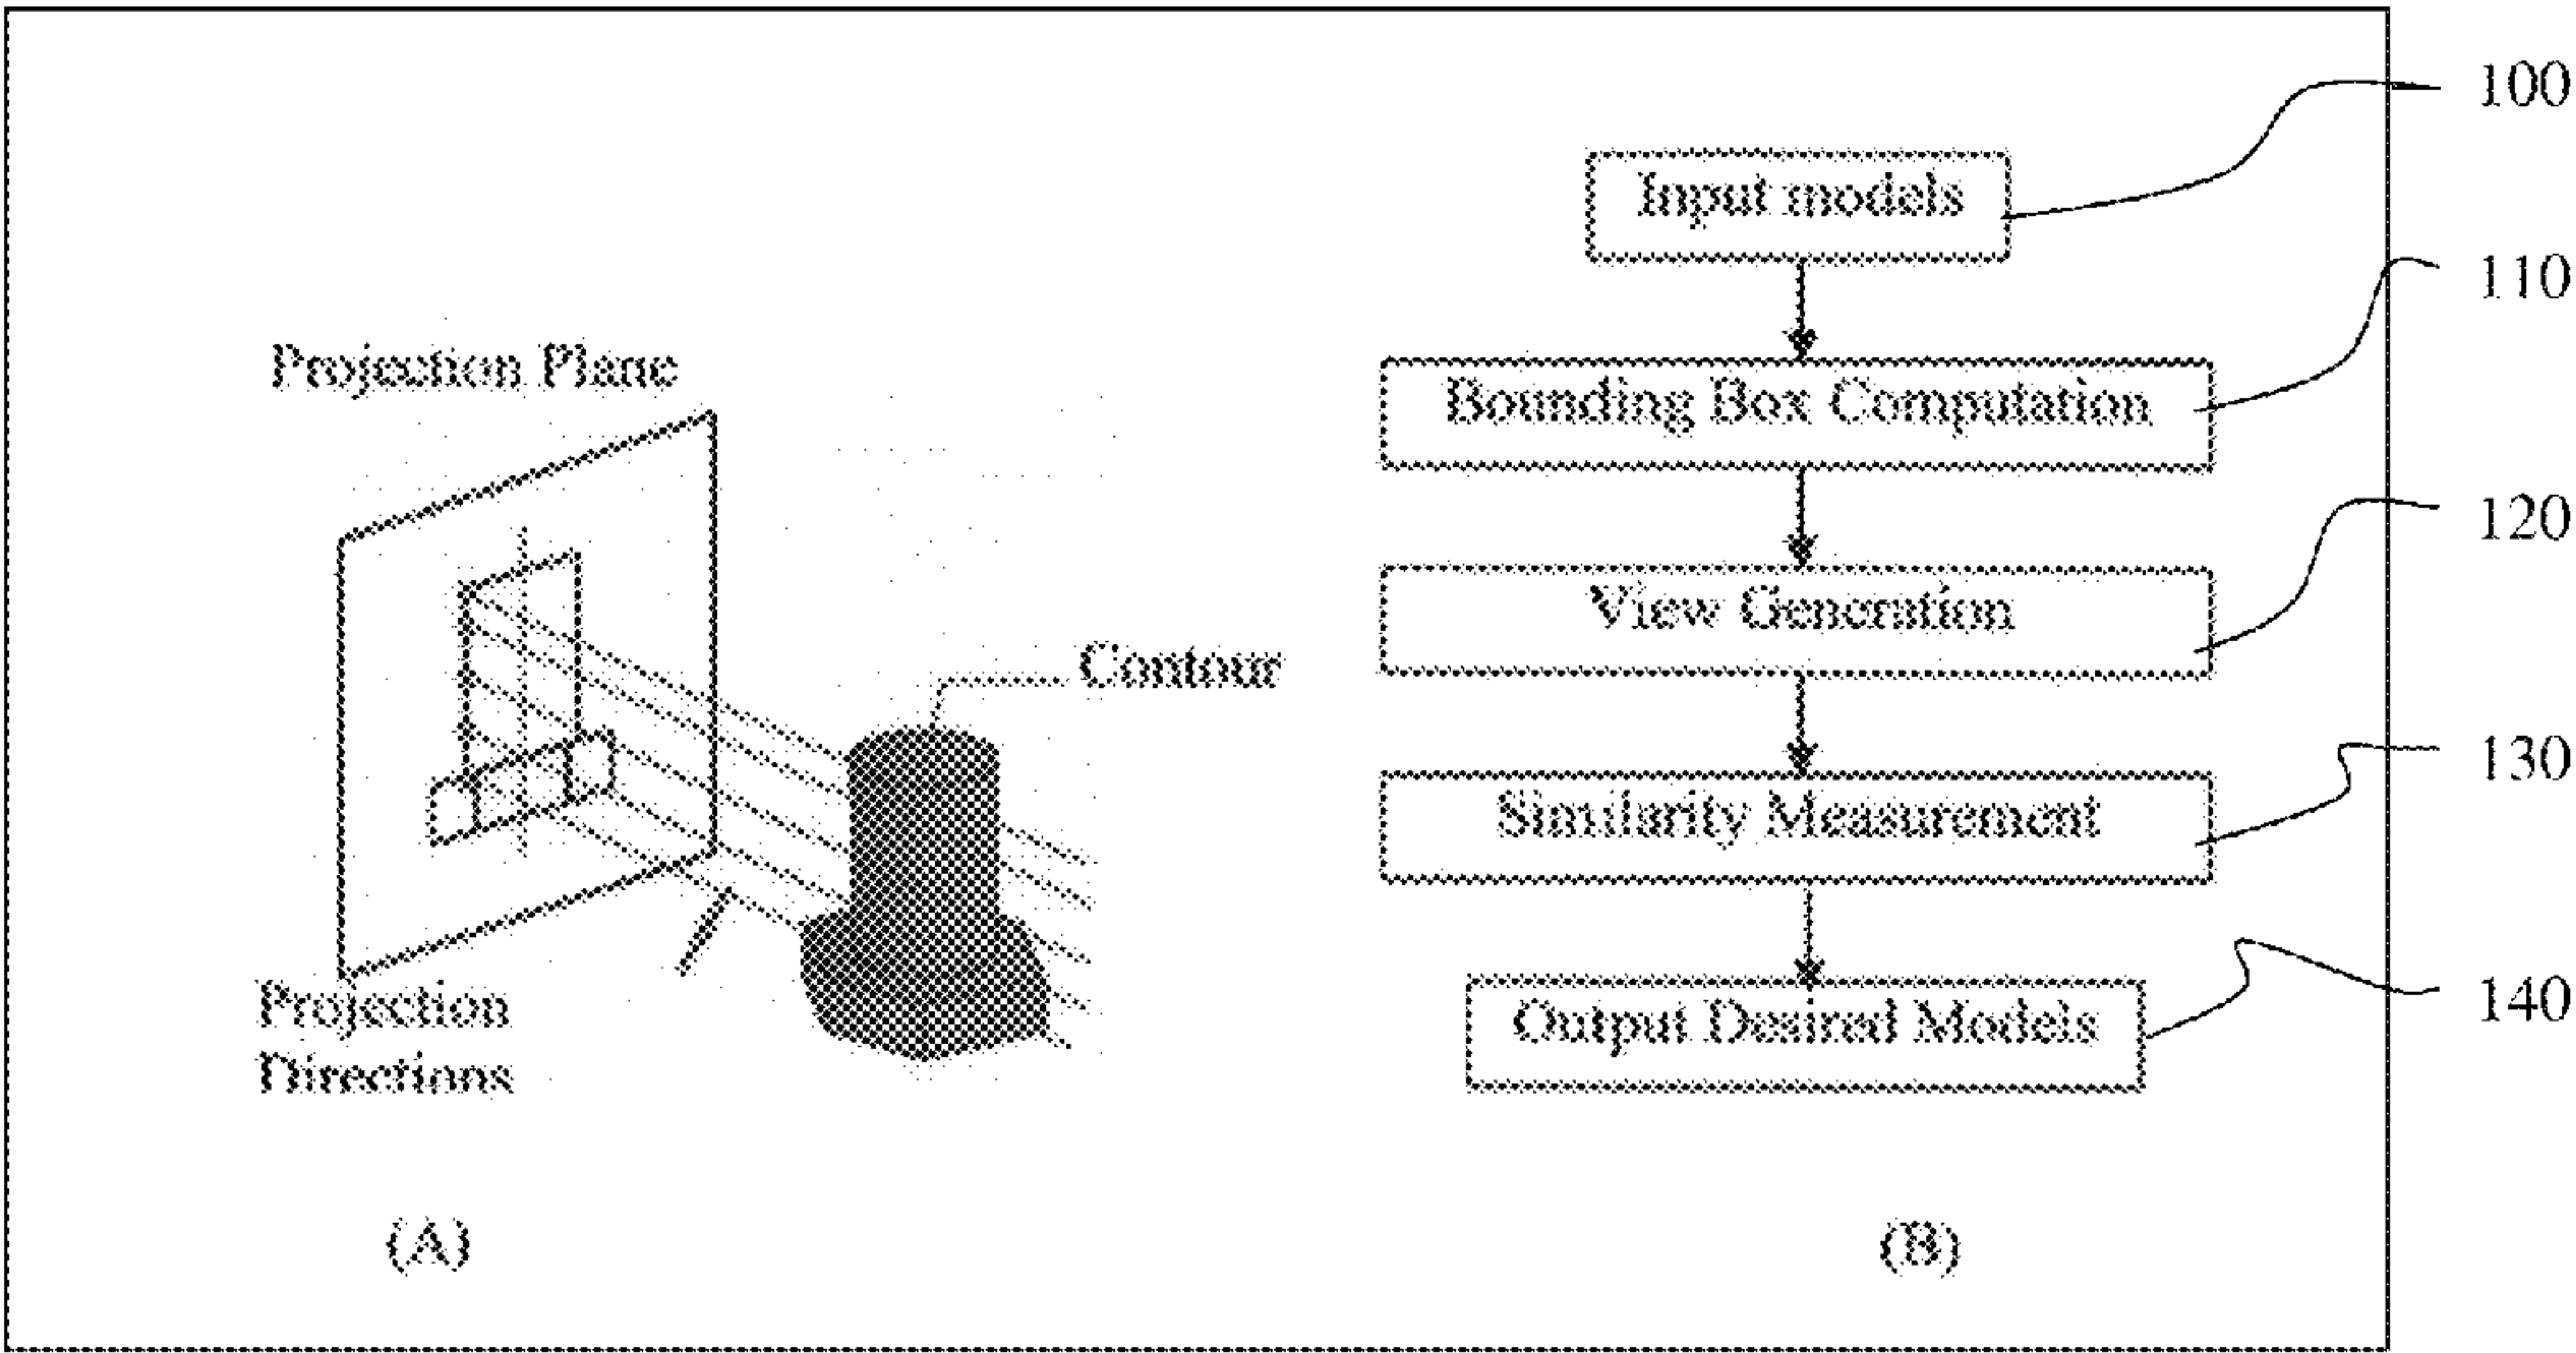 Projection Plane
Contour
Projection
Directions
(A)
Input models
Bounding Box Computation
View Generation
Similarity Measurement
Output Desired Models
(B)
100
110
120
130
140